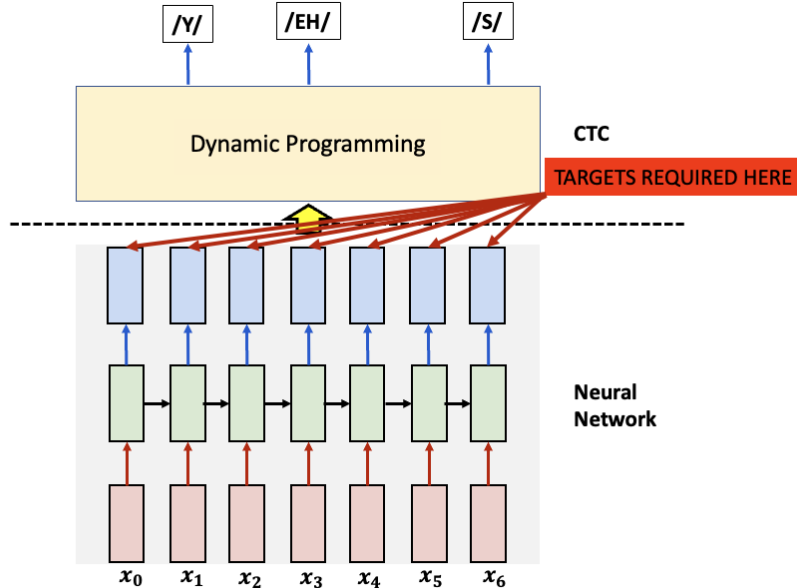 /Y/ /EH/ /S/
Dynamic Programming
CTC
TARGETS REQUIRED HERE
Neural
Network
x₀ x₁ x₂ x₃ x₄ x₅ x₆